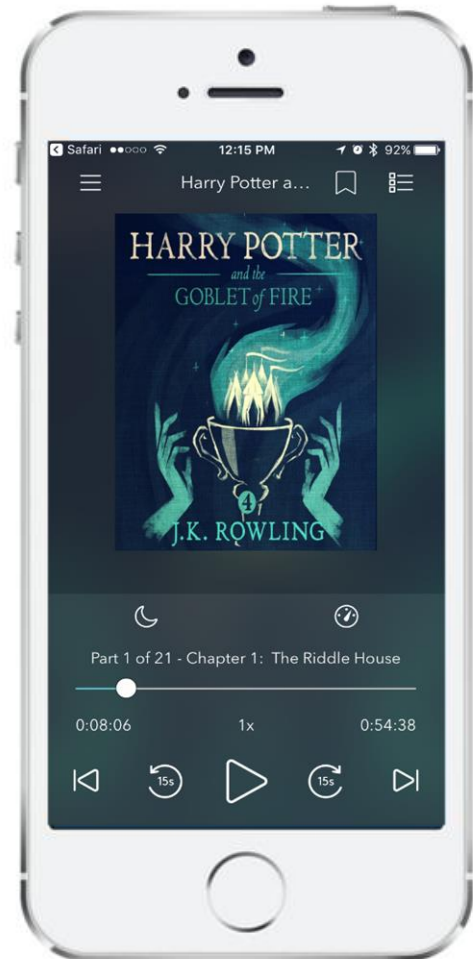 Safari 12:15 PM 92%
Harry Potter a...
HARRY POTTER
and the
GOBLET of FIRE
4
J.K. ROWLING
Part 1 of 21 - Chapter 1: The Riddle House
0:08:06 1x 0:54:38
15s 15s